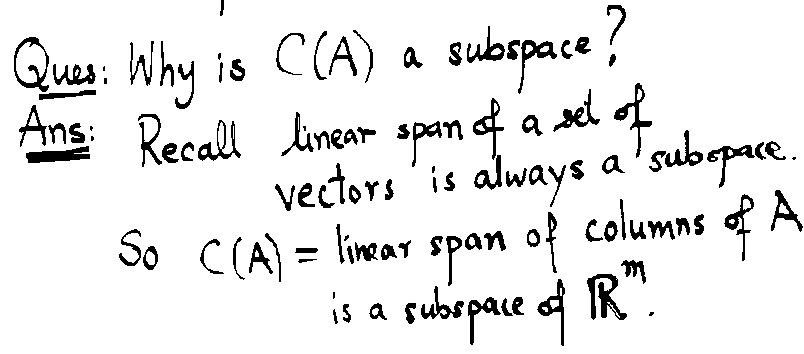 Ques: Why is C(A) a subspace?
Ans: Recall linear span of a set of
vectors is always a subspace.
So C(A) = linear span of columns of A
is a subspace of ℝᵐ.